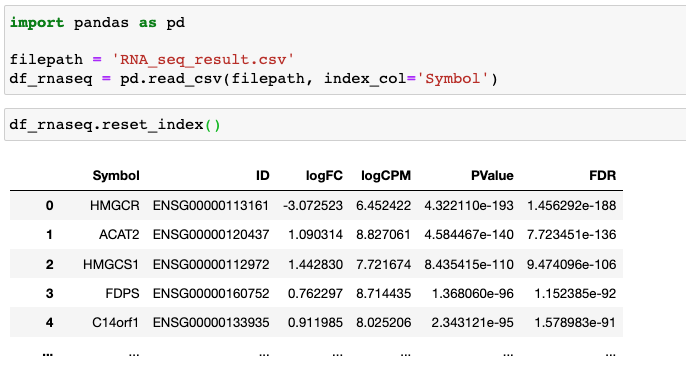 import pandas as pd
filepath = 'RNA_seq_result.csv'
df_rnaseq = pd.read_csv(filepath, index_col='Symbol')
df_rnaseq.reset_index()
Symbol ID logFC logCPM PValue FDR
0 HMGCR ENSG00000113161 -3.072523 6.452422 4.322110e-193 1.456292e-188
1 ACAT2 ENSG00000120437 1.090314 8.827061 4.584467e-140 7.723451e-136
2 HMGCS1 ENSG00000112972 1.442830 7.721674 8.435415e-110 9.474096e-106
3 FDPS ENSG00000160752 0.762297 8.714435 1.368060e-96 1.152385e-92
4 C14orf1 ENSG00000133935 0.911985 8.025206 2.343121e-95 1.578983e-91
... ... ... ... ... ... ...